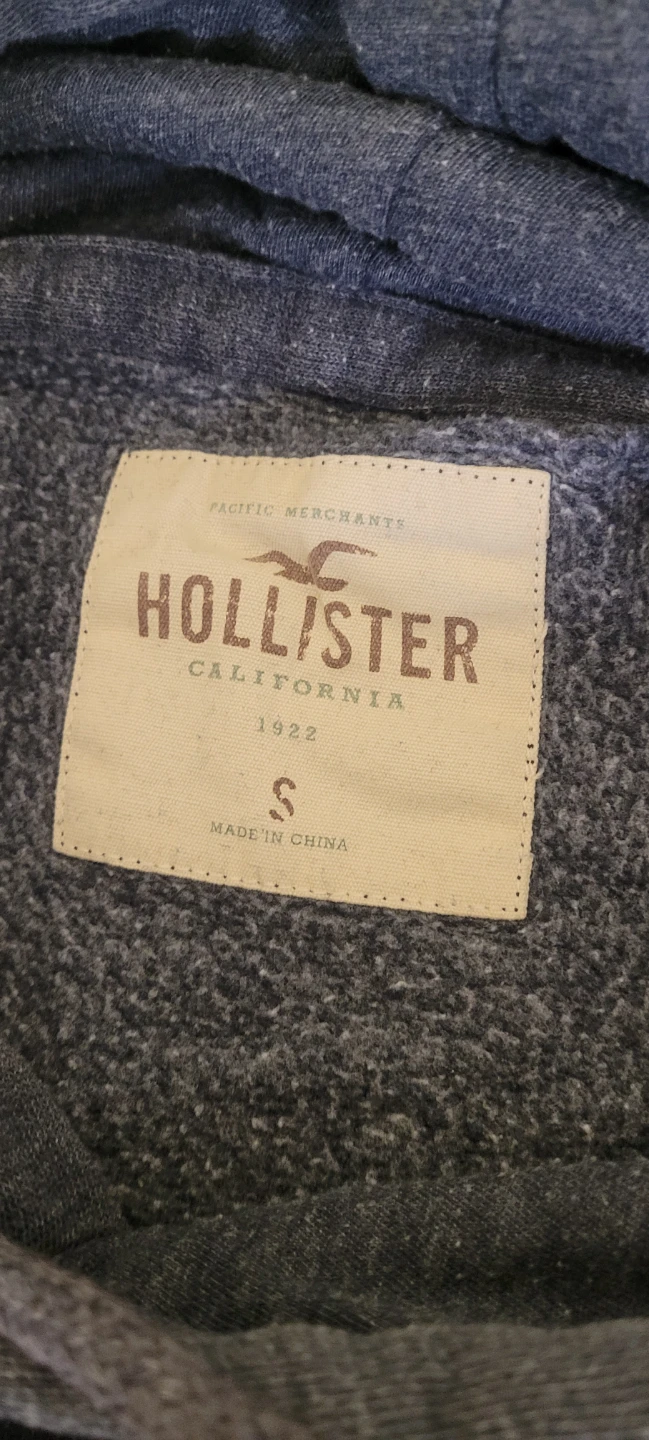 PACIFIC MERCHANTS
HOLLISTER
CALIFORNIA
1922
S
MADE IN CHINA